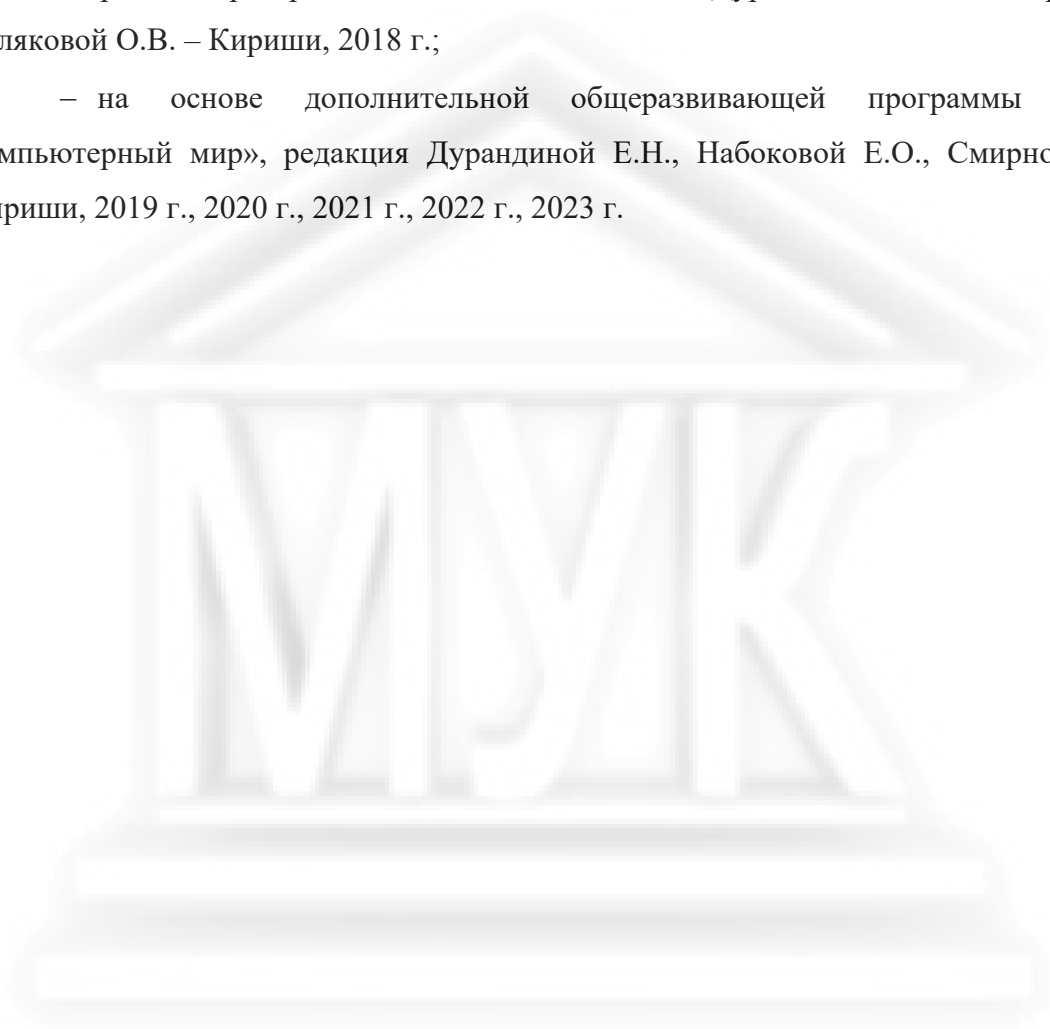 ляковой О.В. – Кириши, 2018 г.;
– на основе дополнительной общеразвивающей программы
мпьютерный мир», редакция Дурандиной Е.Н., Набоковой Е.О., Смирно
ириши, 2019 г., 2020 г., 2021 г., 2022 г., 2023 г.
МУК